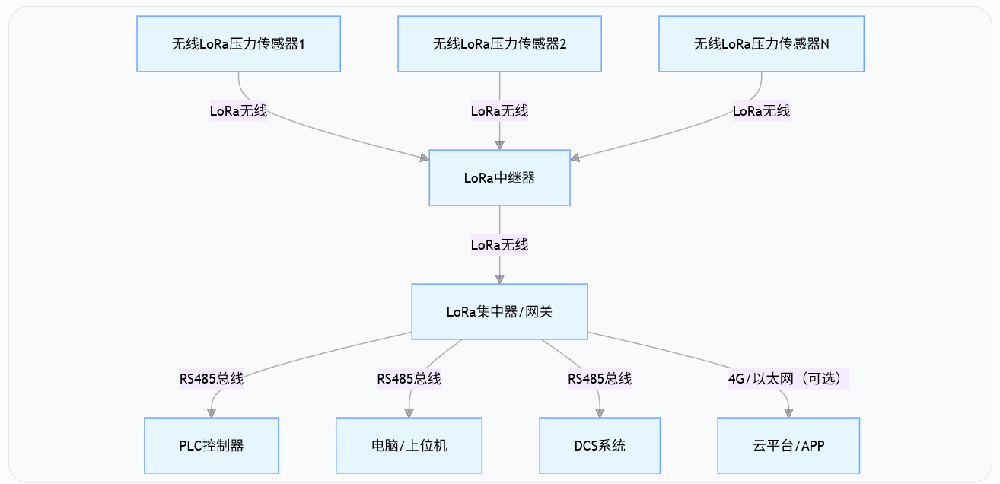 无线LoRa压力传感器1
无线LoRa压力传感器2
无线LoRa压力传感器N
LoRa无线
LoRa无线
LoRa无线
LoRa中继器
LoRa无线
LoRa集中器/网关
RS485总线
RS485总线
RS485总线
4G/以太网（可选）
PLC控制器
电脑/上位机
DCS系统
云平台/APP